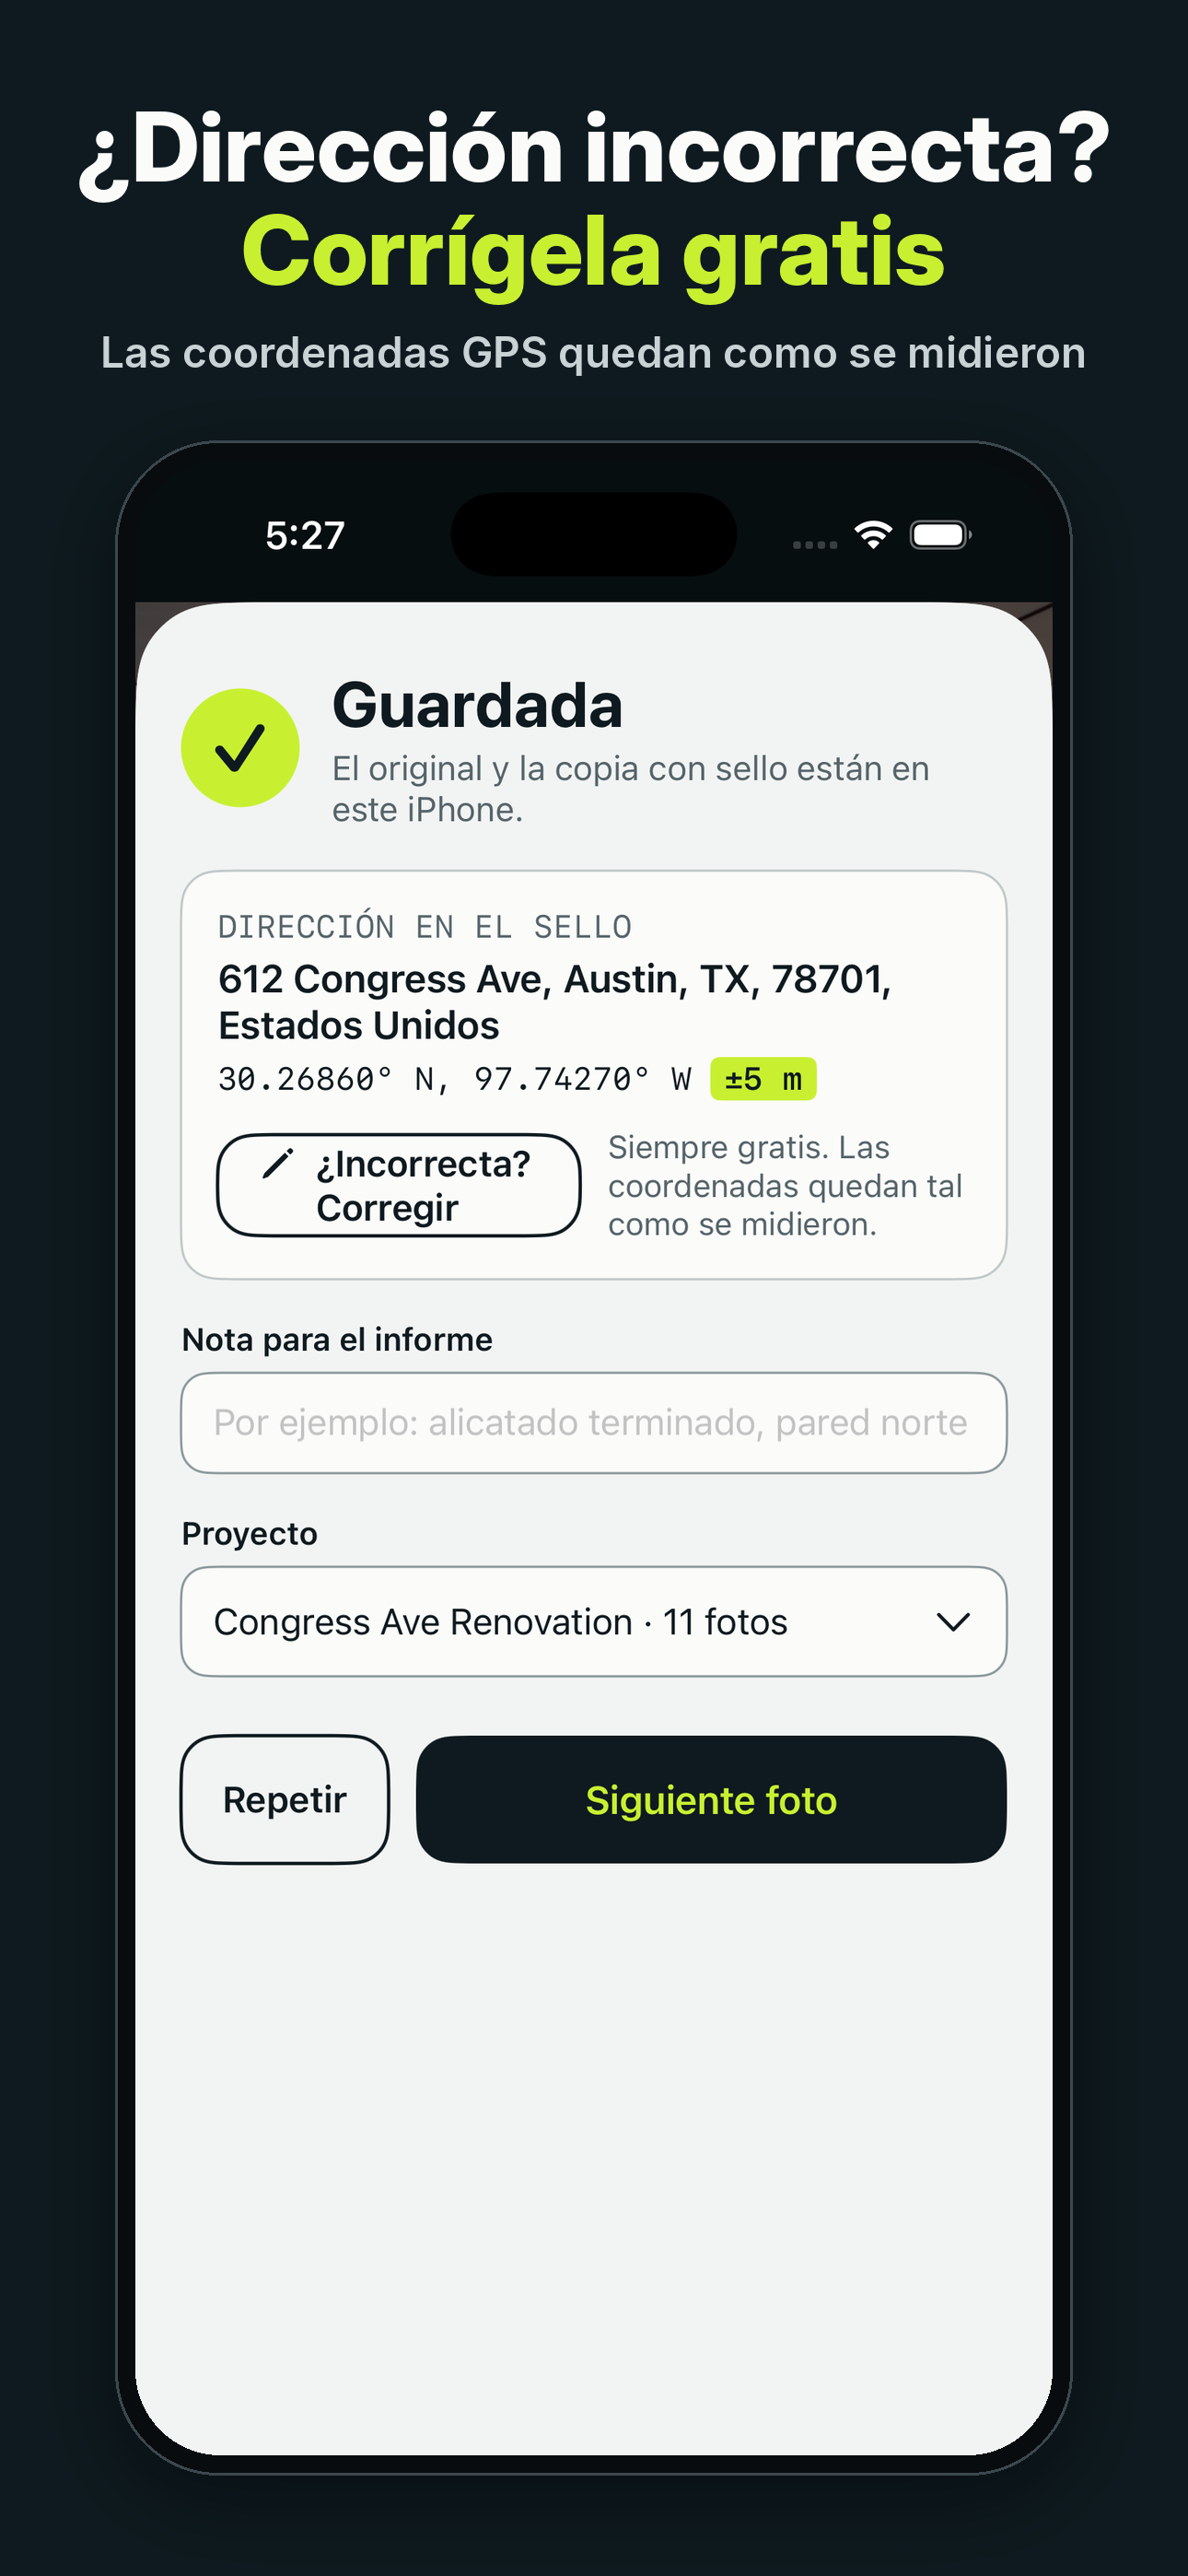 ¿Dirección incorrecta?
Corrígela gratis
Las coordenadas GPS quedan como se midieron
5:27
Guardada
El original y la copia con sello están en
este iPhone.
DIRECCIÓN EN EL SELLO
612 Congress Ave, Austin, TX, 78701,
Estados Unidos
30.26860° N, 97.74270° W ±5 m
¿Incorrecta?
Corregir
Siempre gratis. Las
coordenadas quedan tal
como se midieron.
Nota para el informe
Por ejemplo: alicatado terminado, pared norte
Proyecto
Congress Ave Renovation · 11 fotos
Repetir
Siguiente foto